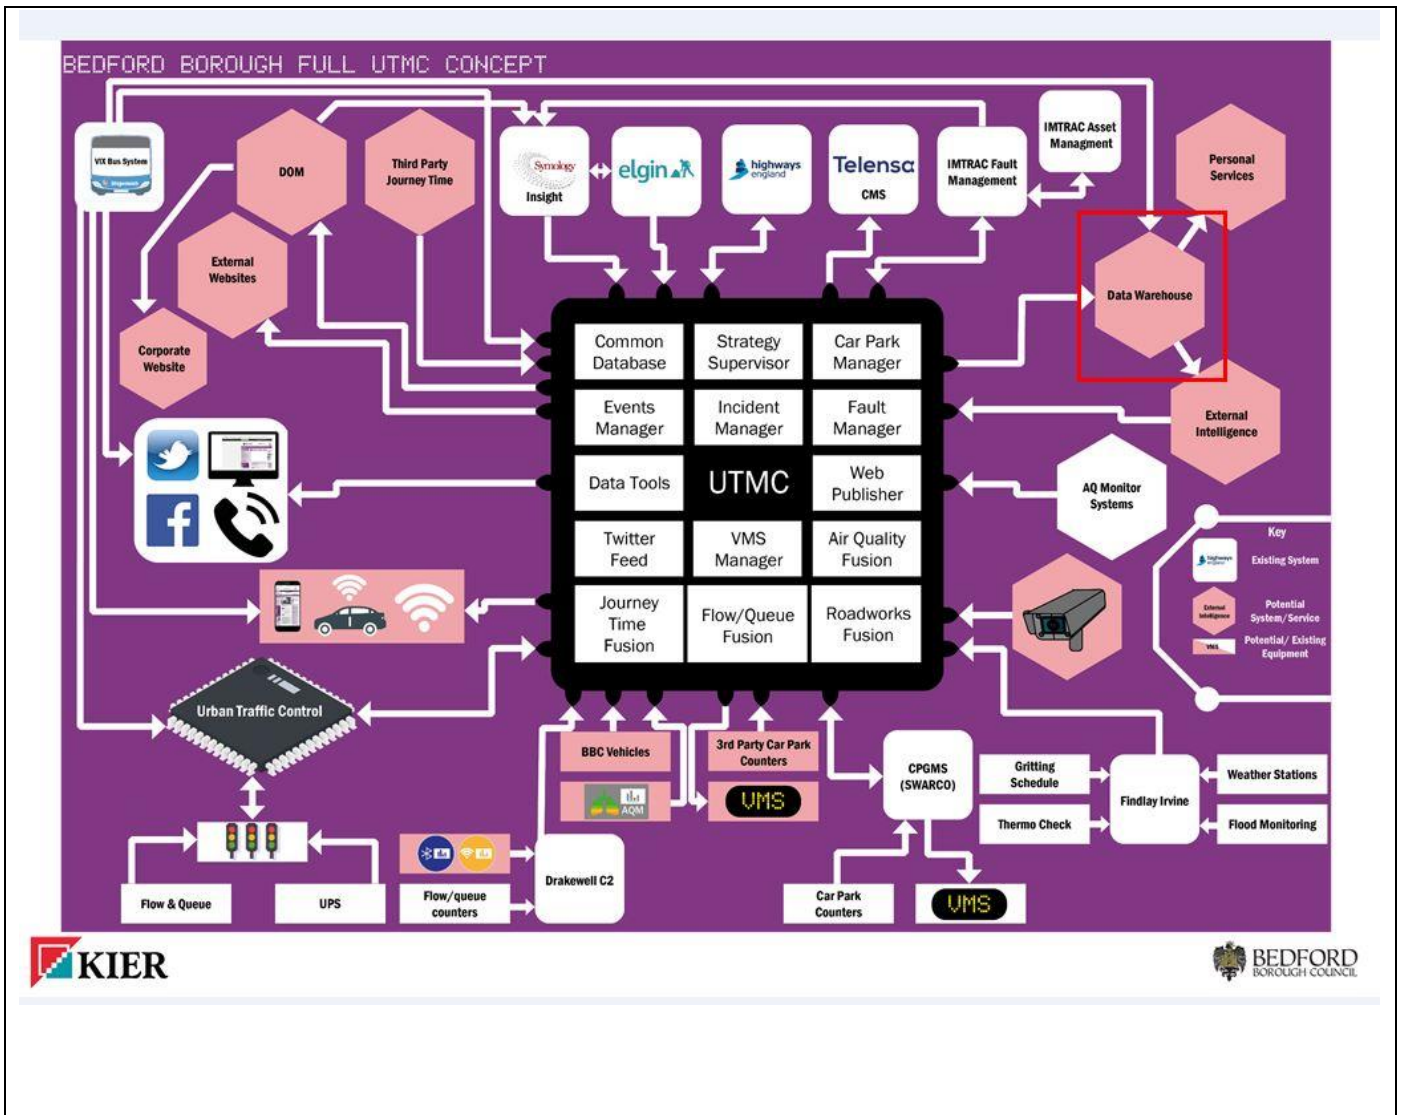 BEDFORD BOROUGH FULL UTMC CONCEPT
VIX Bus System
DOM
Third Party
Journey Time
Symology
Insight
elgin
highways
england
Telensa
CMS
IMTRAC Fault
Management
IMTRAC Asset
Managment
Personal
Services
External
Websites
Data Warehouse
Corporate
Website
External
Intelligence
Common
Database
Strategy
Supervisor
Car Park
Manager
Events
Manager
Incident
Manager
Fault
Manager
Data Tools
UTMC
Web
Publisher
Twitter
Feed
VMS
Manager
Air Quality
Fusion
Journey
Time
Fusion
Flow/Queue
Fusion
Roadworks
Fusion
AQ Monitor
Systems
Key
highways
england
Existing System
External
Intelligence
Potential
System/Service
VMS
Potential/ Existing
Equipment
Urban Traffic Control
BBC Vehicles
AQM
3rd Party Car Park
Counters
VMS
CPGMS
(SWARCO)
Gritting
Schedule
Thermo Check
Findlay Irvine
Weather Stations
Flood Monitoring
Flow & Queue
UPS
Flow/queue
counters
Drakewell C2
Car Park
Counters
VMS
KIER
BEDFORD
BOROUGH COUNCIL